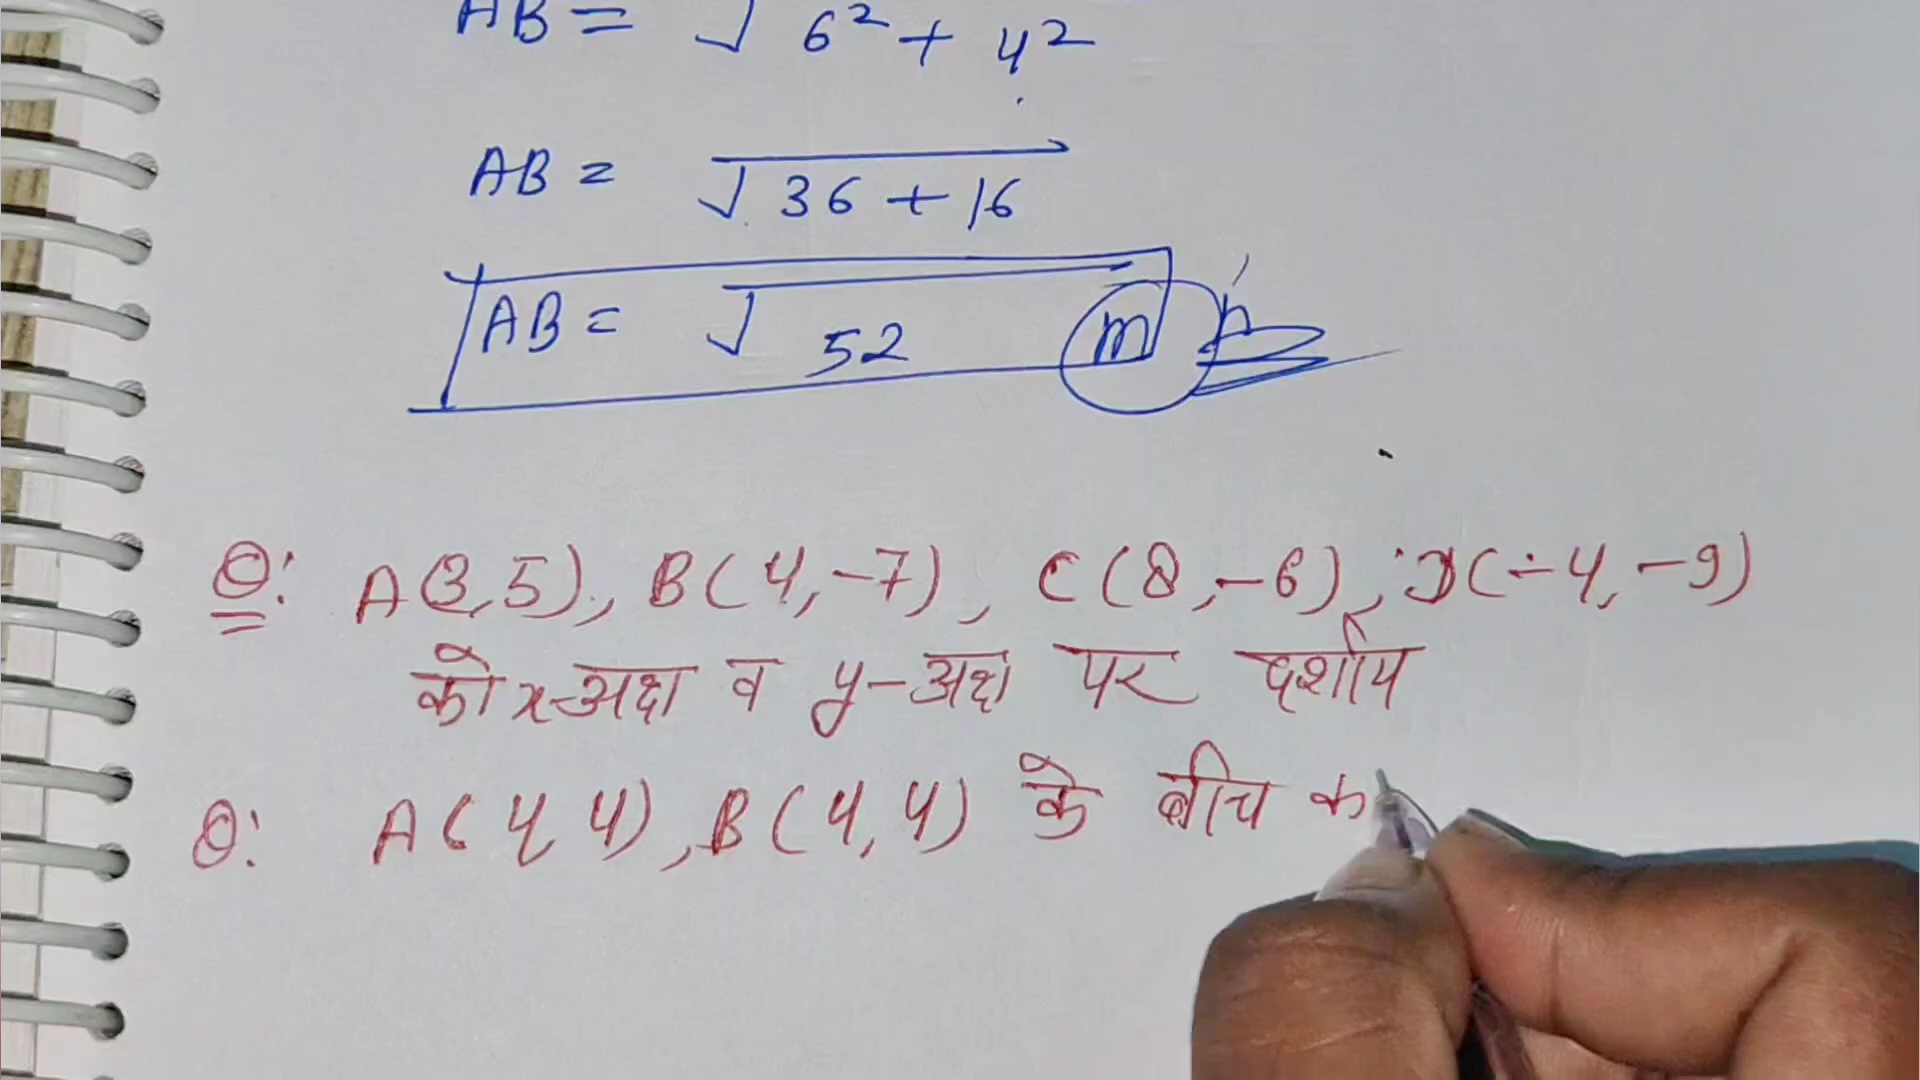 AB = √ 6² + 4²
AB = √36 + 16
AB = √52 m
Q: A(3,5), B(4,-7), C(8,-6), D(-4,-9)
को x-अक्ष व y-अक्ष पर दर्शाय
Q: A(4,4), B(4,4) के बीच क